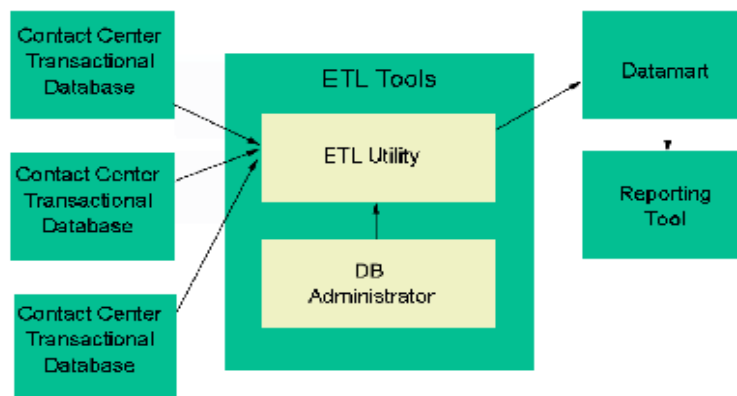 Contact Center
Transactional
Database
Contact Center
Transactional
Database
Contact Center
Transactional
Database
ETL Tools
ETL Utility
DB
Administrator
Datamart
Reporting
Tool